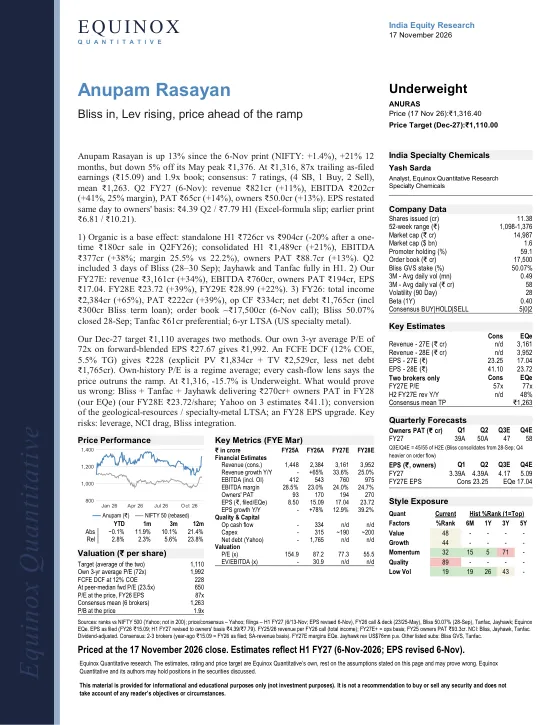 EQUINOX
QUANTITATIVE
India Equity Research
17 November 2026
Anupam Rasayan
Bliss in, Lev rising, price ahead of the ramp
Underweight
ANURAS
Price (17 Nov 26):₹1,316.40
Price Target (Dec-27):₹1,110.00
Anupam Rasayan is up 13% since the 6-Nov print (NIFTY: +1.4%), +21% 12
months, but down 5% off its May peak ₹1,376. At ₹1,316, 87x trailing as-filed
earnings (₹15.09) and 1.9x book; consensus: 7 ratings, (4 SB, 1 Buy, 2 Sell),
mean ₹1,263. Q2 FY27 (6-Nov): revenue ₹821cr (+11%), EBITDA ₹202cr
(+41%, 25% margin), PAT ₹65cr (+14%), owners ₹50.0cr (+13%). EPS restated
same day to owners' basis: ₹4.39 Q2 / ₹7.79 H1 (Excel-formula slip; earlier print
₹6.81 / ₹10.21).
1) Organic is a base effect: standalone H1 ₹726cr vs ₹904cr (-20% after a one-
time ₹180cr sale in Q2FY26); consolidated H1 ₹1,489cr (+21%), EBITDA
₹377cr (+38%; margin 25.5% vs 22.2%), owners PAT ₹88.7cr (+13%). Q2
included 3 days of Bliss (28–30 Sep); Jayhawk and Tanfac fully in H1. 2) Our
FY27E: revenue ₹3,161cr (+34%), EBITDA ₹760cr, owners PAT ₹194cr, EPS
₹17.04. FY28E ₹23.72 (+39%), FY29E ₹28.99 (+22%). 3) FY26: total income
₹2,384cr (+65%), PAT ₹222cr (+39%), op CF ₹334cr; net debt ₹1,765cr (incl
₹300cr Bliss term loan); order book ~₹17,500cr (6-Nov call). Bliss 50.07%
closed 28-Sep; Tanfac ₹61cr preferential; 6-yr LTSA (US specialty metal).
Our Dec-27 target ₹1,110 averages two methods. Our own 3-yr average P/E of
72x on forward-blended EPS ₹27.67 gives ₹1,992. An FCFE DCF (12% COE,
5.5% TG) gives ₹228 (explicit PV ₹1,834cr + TV ₹2,529cr, less net debt
₹1,765cr). Own-history P/E is a regime average; every cash-flow lens says the
price outruns the ramp. At ₹1,316, -15.7% is Underweight. What would prove
us wrong: Bliss + Tanfac + Jayhawk delivering ₹270cr+ owners PAT in FY28
(our EQe) (our FY28E ₹23.72/share; Yahoo on 3 estimates ₹41.1); conversion
of the geological-resources / specialty-metal LTSA; an FY28 EPS upgrade. Key
risks: leverage, NCI drag, Bliss integration.
India Specialty Chemicals
Yash Sarda
Analyst, Equinox Quantitative Research
Specialty Chemicals
Company Data
Shares issued (cr) 11.38
52-week range (₹) 1,098-1,376
Market cap (₹ cr) 14,987
Market cap ($ bn) 1.6
Promoter holding (%) 59.1
Order book (₹ cr) 17,500
Bliss GVS stake (%) 50.07%
3M - Avg daily vol (mn) 0.49
3M - Avg daily val (₹ cr) 58
Volatility (90 Day) 28
Beta (1Y) 0.40
Consensus BUY|HOLD|SELL 5|0|2
Key Estimates
Cons EQe
Revenue - 27E (₹ cr) n/d 3,161
Revenue - 28E (₹ cr) n/d 3,952
EPS - 27E (₹) 23.25 17.04
EPS - 28E (₹) 41.10 23.72
Two brokers only Cons EQe
FY27E P/E 57x 77x
H2 FY27E rev Y/Y n/d 48%
Consensus mean TP ₹1,263
Quarterly Forecasts
Owners PAT (₹ cr) Q1 Q2 Q3E Q4E
FY27 39A 50A 47 58
Q3E/Q4E = 45/55 of H2E (Bliss consolidates from 28-Sep; Q4
heavier on order flow)
EPS (₹, owners) Q1 Q2 Q3E Q4E
FY27 3.39A 4.39A 4.17 5.09
FY27E EPS Cons 23.25 EQe 17.04
Style Exposure
Quant Current Hist %Rank (1=Top)
Factors %Rank 6M 1Y 3Y 5Y
Value 48 - - - -
Growth 44 - - - -
Momentum 32 15 5 71 -
Quality 89 - - - -
Low Vol 19 19 26 43 -
Price Performance
1,400
1,200
1,000
800
Jan 26 Apr 26 Jul 26 Oct 26
Anupam (₹) NIFTY 50 (rebased)
YTD 1m 3m 12m
Abs −0.1% 11.9% 10.1% 21.4%
Rel 2.8% 2.3% 5.6% 23.8%
Valuation (₹ per share)
Target (average of the two) 1,110
Own 3-yr average P/E (72x) 1,992
FCFE DCF at 12% COE 228
At peer-median fwd P/E (23.5x) 650
P/E at the price, FY26 EPS 87x
Consensus mean (6 brokers) 1,263
P/B at the price 1.9x
Key Metrics (FYE Mar)
₹ in crore FY25A FY26A FY27E FY28E
Financial Estimates
Revenue (cons.) 1,448 2,384 3,161 3,952
Revenue growth Y/Y - +65% 33.6% 25.0%
EBITDA (incl. OI) 412 543 760 975
EBITDA margin 28.5% 23.0% 24.0% 24.7%
Owners' PAT 93 170 194 270
EPS (₹, filed/EQe) 8.50 15.09 17.04 23.72
EPS growth Y/Y - +78% 12.9% 39.2%
Quality & Capital
Op cash flow - 334 n/d n/d
Capex - 315 ~190 ~200
Net debt (Yahoo) - 1,765 n/d n/d
Valuation
P/E (x) 154.9 87.2 77.3 55.5
EV/EBITDA (x) - 30.9 n/d n/d
Priced at the 17 November 2026 close. Estimates reflect H1 FY27 (6-Nov-2026; EPS revised 6-Nov).
Equinox Quantitative research. The estimates, rating and price target are Equinox Quantitative's own, rest on the assumptions stated on this page and may prove wrong. Equinox Quantitative
and its authors may hold positions in the securities discussed.
This material is provided for informational and educational purposes only (not investment purposes). It is not a recommendation to buy or sell any security and does not
take account of any reader's objectives or circumstances.
Equinox Quantitative